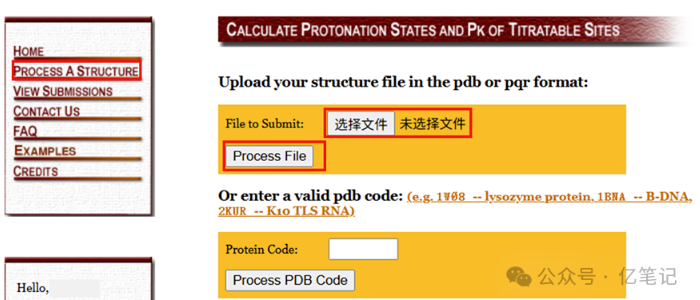 HOME
PROCESS A STRUCTURE
VIEW SUBMISSIONS
CONTACT US
FAQ
EXAMPLES
CREDITS
Hello,
CALCULATE PROTONATION STATES AND PK OF TITRATABLE SITES
Upload your structure file in the pdb or pqr format:
File to Submit: 选择文件 未选择文件
Process File
Or enter a valid pdb code: (e.g. 1W08 -- lysozyme protein, 1BNA -- B-DNA,
2KUR -- K10 TLS RNA)
Protein Code:
Process PDB Code
公众号 · 亿笔记